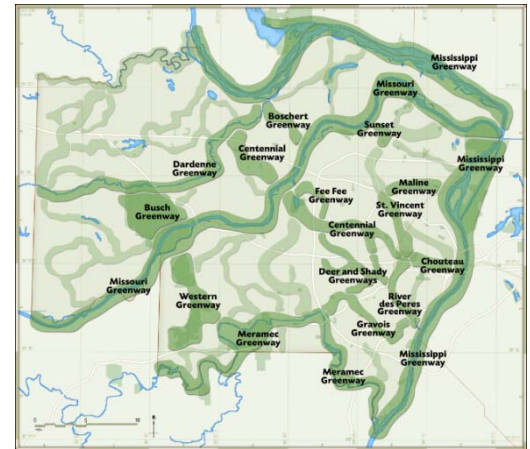 Mississippi
Greenway
Missouri
Greenway
Boschert
Greenway
Sunset
Greenway
Centennial
Greenway
Mississippi
Greenway
Dardenne
Greenway
Maline
Greenway
Fee Fee
Greenway
St. Vincent
Greenway
Busch
Greenway
Centennial
Greenway
Chouteau
Greenway
Deer and Shady
Greenways
Missouri
Greenway
Western
Greenway
River
des Peres
Greenway
Gravois
Greenway
Meramec
Greenway
Mississippi
Greenway
Meramec
Greenway